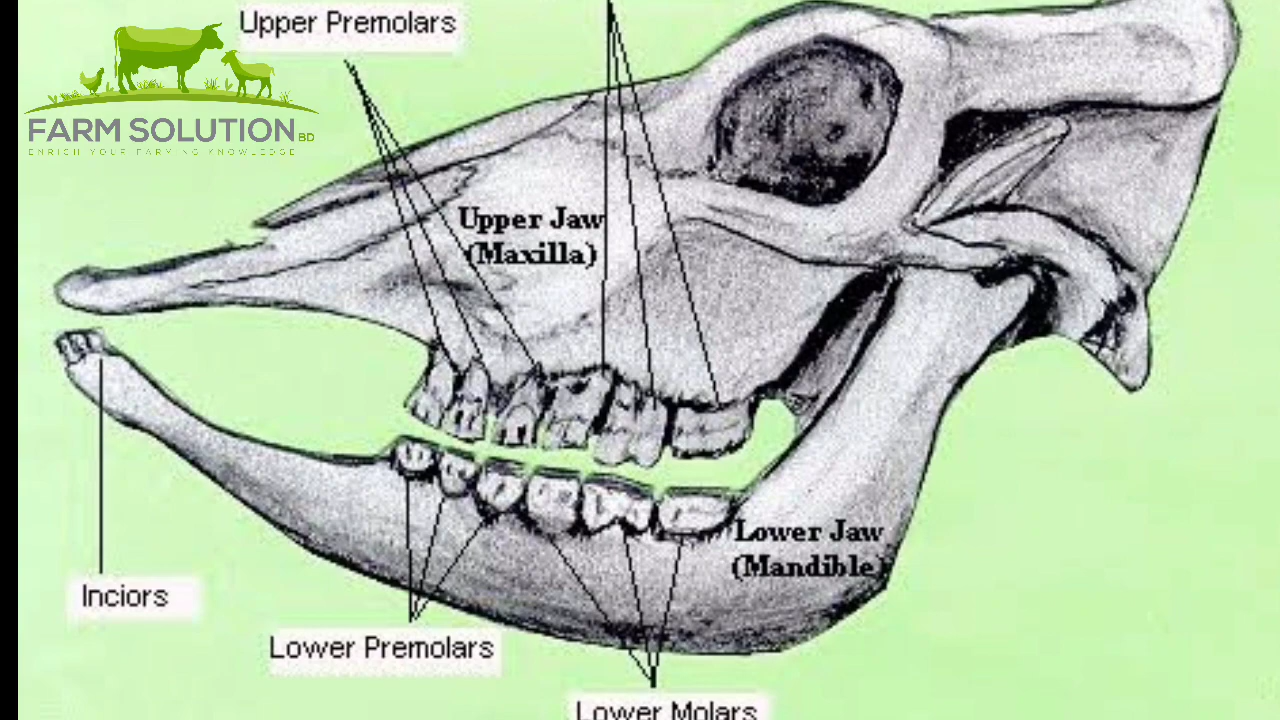 Upper Premolars
FARM SOLUTION BD
ENRICH YOUR FARMING KNOWLEDGE
Upper Jaw
(Maxilla)
Lower Jaw
(Mandible)
Inciors
Lower Premolars
Lower Molars